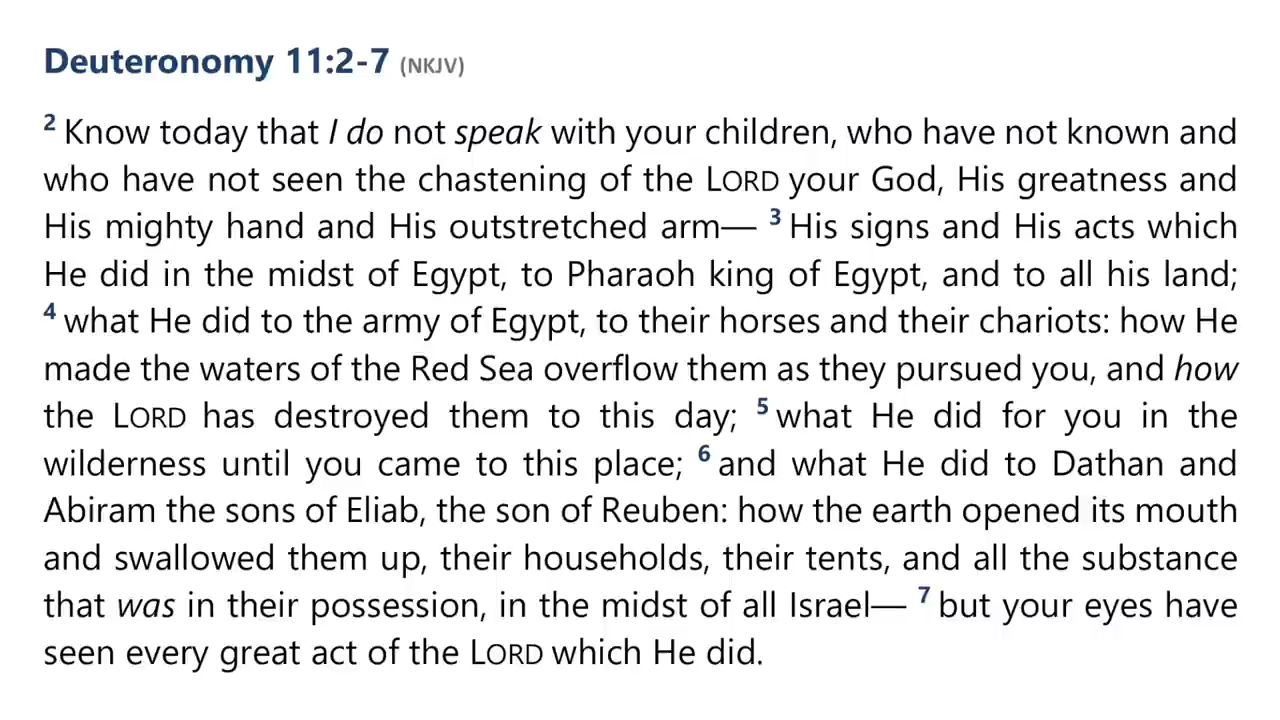 Deuteronomy 11:2-7 (NKJV)
2 Know today that I do not speak with your children, who have not known and
who have not seen the chastening of the LORD your God, His greatness and
His mighty hand and His outstretched arm— 3 His signs and His acts which
He did in the midst of Egypt, to Pharaoh king of Egypt, and to all his land;
4 what He did to the army of Egypt, to their horses and their chariots: how He
made the waters of the Red Sea overflow them as they pursued you, and how
the LORD has destroyed them to this day; 5 what He did for you in the
wilderness until you came to this place; 6 and what He did to Dathan and
Abiram the sons of Eliab, the son of Reuben: how the earth opened its mouth
and swallowed them up, their households, their tents, and all the substance
that was in their possession, in the midst of all Israel— 7 but your eyes have
seen every great act of the LORD which He did.